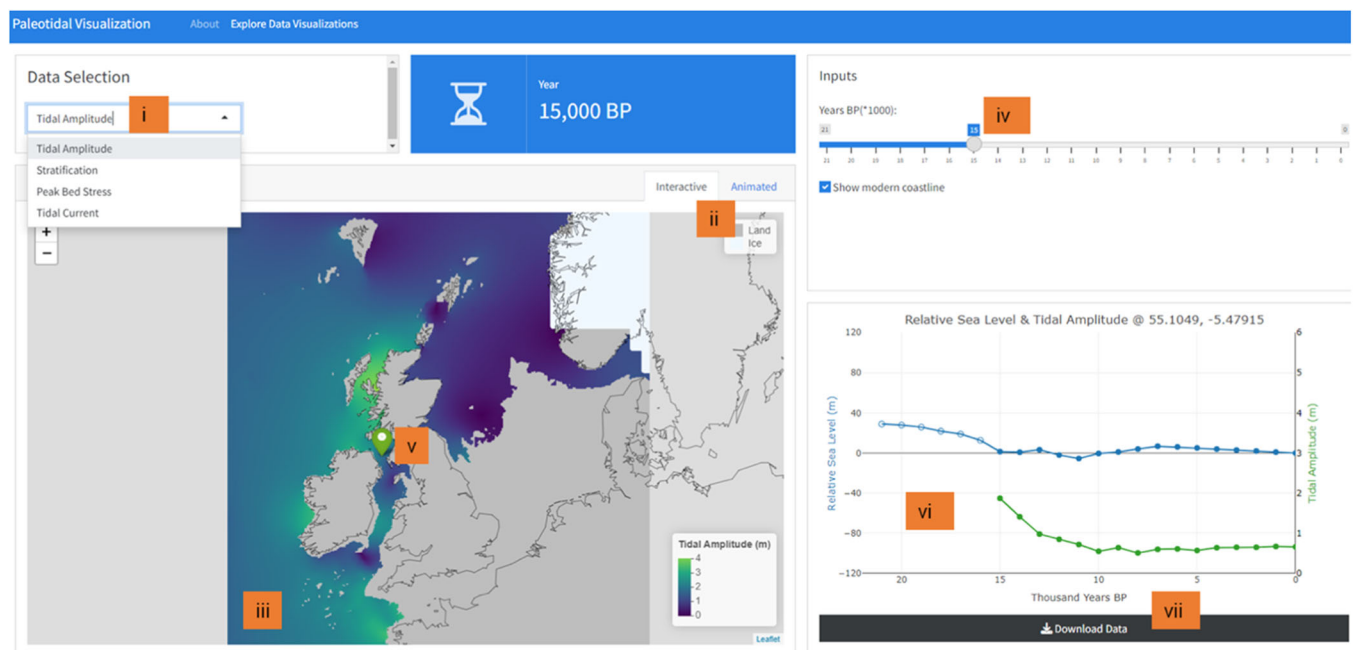 Paleotidal Visualization About Explore Data Visualizations
Data Selection
Tidal Amplitude
i
Tidal Amplitude
Stratification
Peak Bed Stress
Tidal Current
Year
15,000 BP
Interactive Animated
ii
Land
Ice
+
−
v
iii
Tidal Amplitude (m)
4
3
2
1
0
Leaflet
Inputs
Years BP(*1000):
iv
21 15 0
21 20 19 18 17 16 15 14 13 12 11 10 9 8 7 6 5 4 3 2 1 0
Show modern coastline
Relative Sea Level & Tidal Amplitude @ 55.1049, -5.47915
Relative Sea Level (m)
120
80
40
0
−40
−80
−120
6
5
4
3
2
1
0
Tidal Amplitude (m)
vi
20 15 10 5 0
Thousand Years BP
vii
Download Data